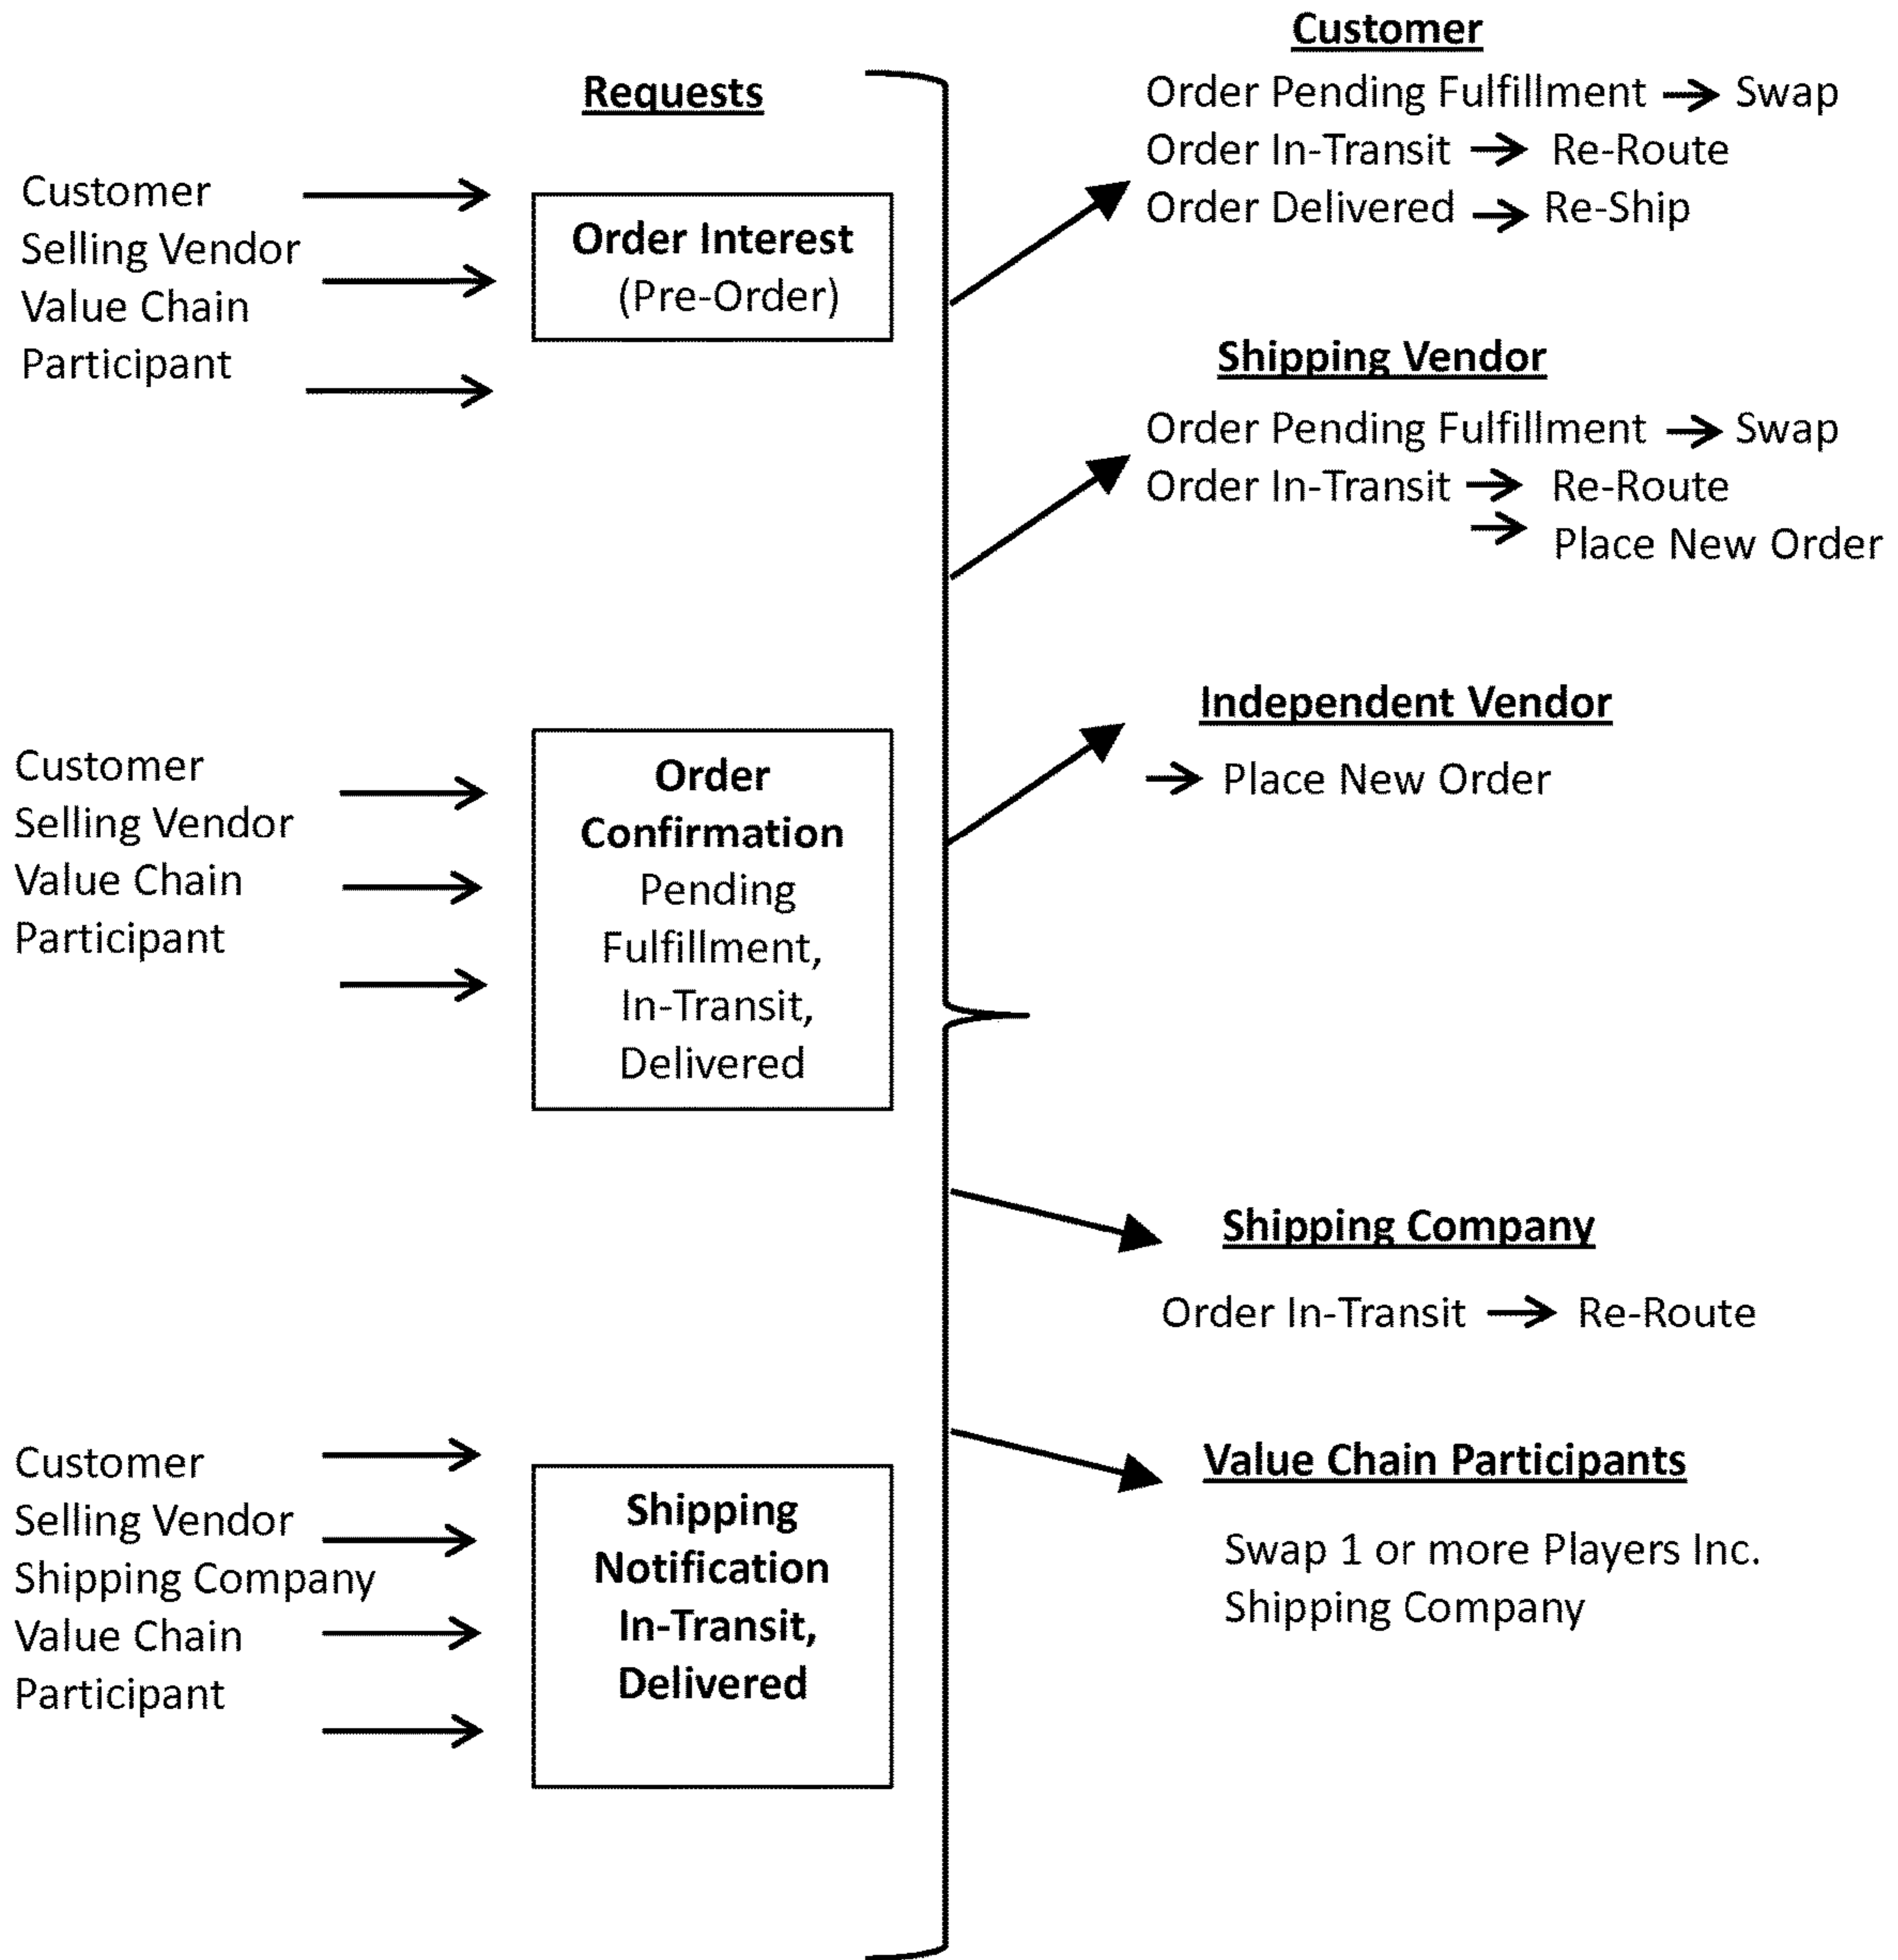 Requests
Customer
Selling Vendor
Value Chain
Participant
Order Interest
(Pre-Order)
Customer
Selling Vendor
Value Chain
Participant
Order
Confirmation
Pending
Fulfillment,
In-Transit,
Delivered
Customer
Selling Vendor
Shipping Company
Value Chain
Participant
Shipping
Notification
In-Transit,
Delivered
Customer
Order Pending Fulfillment → Swap
Order In-Transit → Re-Route
Order Delivered → Re-Ship
Shipping Vendor
Order Pending Fulfillment → Swap
Order In-Transit → Re-Route
→ Place New Order
Independent Vendor
→ Place New Order
Shipping Company
Order In-Transit → Re-Route
Value Chain Participants
Swap 1 or more Players Inc.
Shipping Company